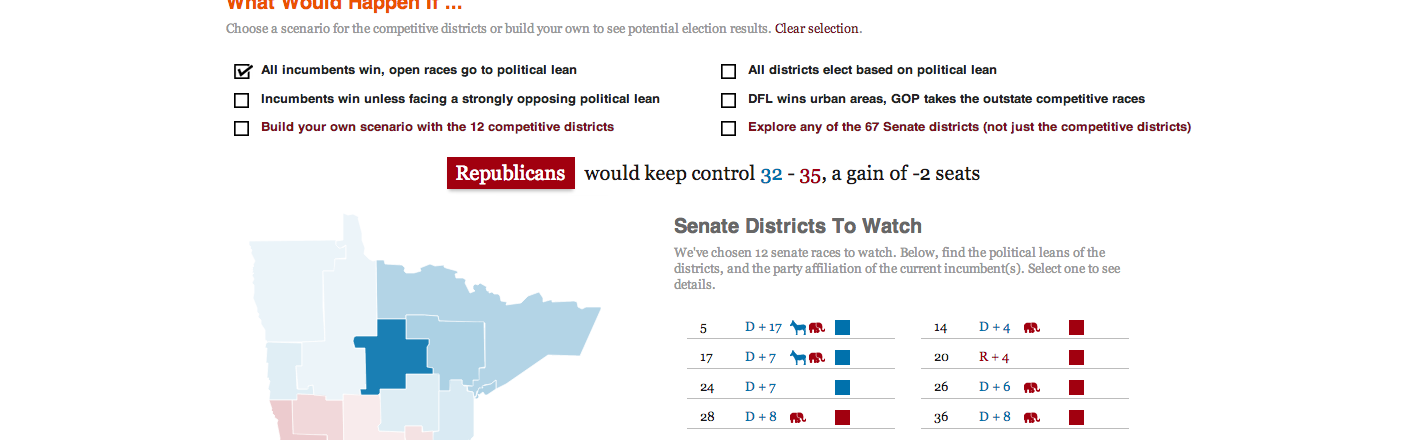 What Would Happen If ...
Choose a scenario for the competitive districts or build your own to see potential election results. Clear selection.
All incumbents win, open races go to political lean
All districts elect based on political lean
Incumbents win unless facing a strongly opposing political lean
DFL wins urban areas, GOP takes the outstate competitive races
Build your own scenario with the 12 competitive districts
Explore any of the 67 Senate districts (not just the competitive districts)
Republicans would keep control 32 - 35, a gain of -2 seats
Senate Districts To Watch
We've chosen 12 senate races to watch. Below, find the political leans of the
districts, and the party affiliation of the current incumbent(s). Select one to see
details.
5 D + 17
14 D + 4
17 D + 7
20 R + 4
24 D + 7
26 D + 6
28 D + 8
36 D + 8